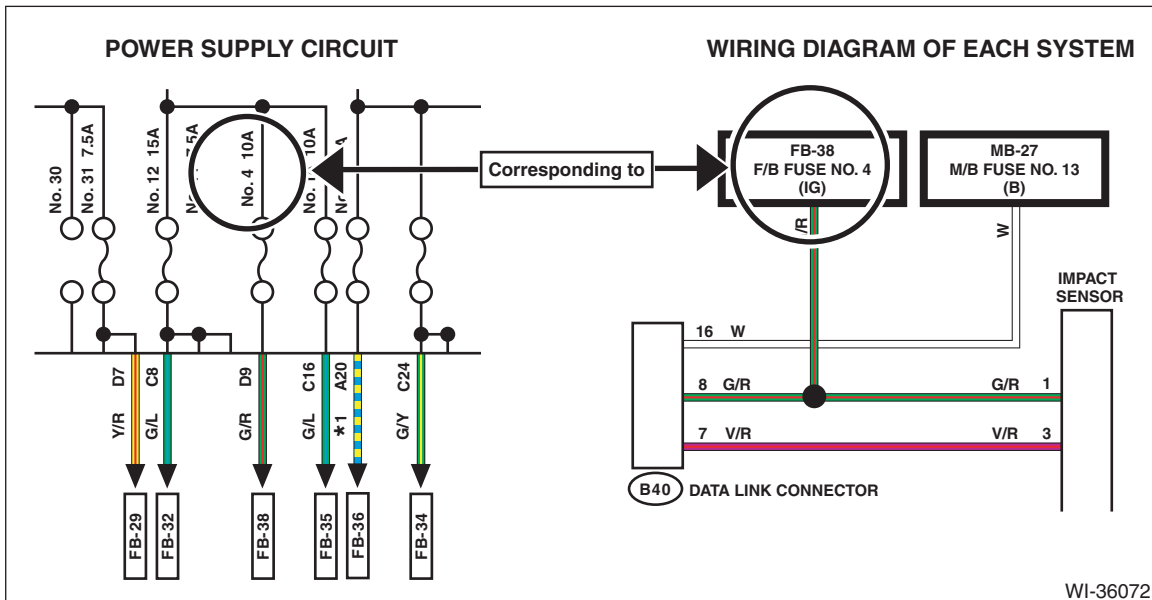 POWER SUPPLY CIRCUIT
WIRING DIAGRAM OF EACH SYSTEM
No. 30
No. 31 7.5A
No. 12 15A
No. 4 10A
10A
Corresponding to
FB-38
F/B FUSE NO. 4
(IG)
MB-27
M/B FUSE NO. 13
(B)
/R
W
IMPACT
SENSOR
16 W
8 G/R
G/R 1
7 V/R
V/R 3
B40 DATA LINK CONNECTOR
D7
C8
D9
C16
A20
C24
Y/R
G/L
G/R
G/L
*1
G/Y
FB-29
FB-32
FB-38
FB-35
FB-36
FB-34
WI-36072